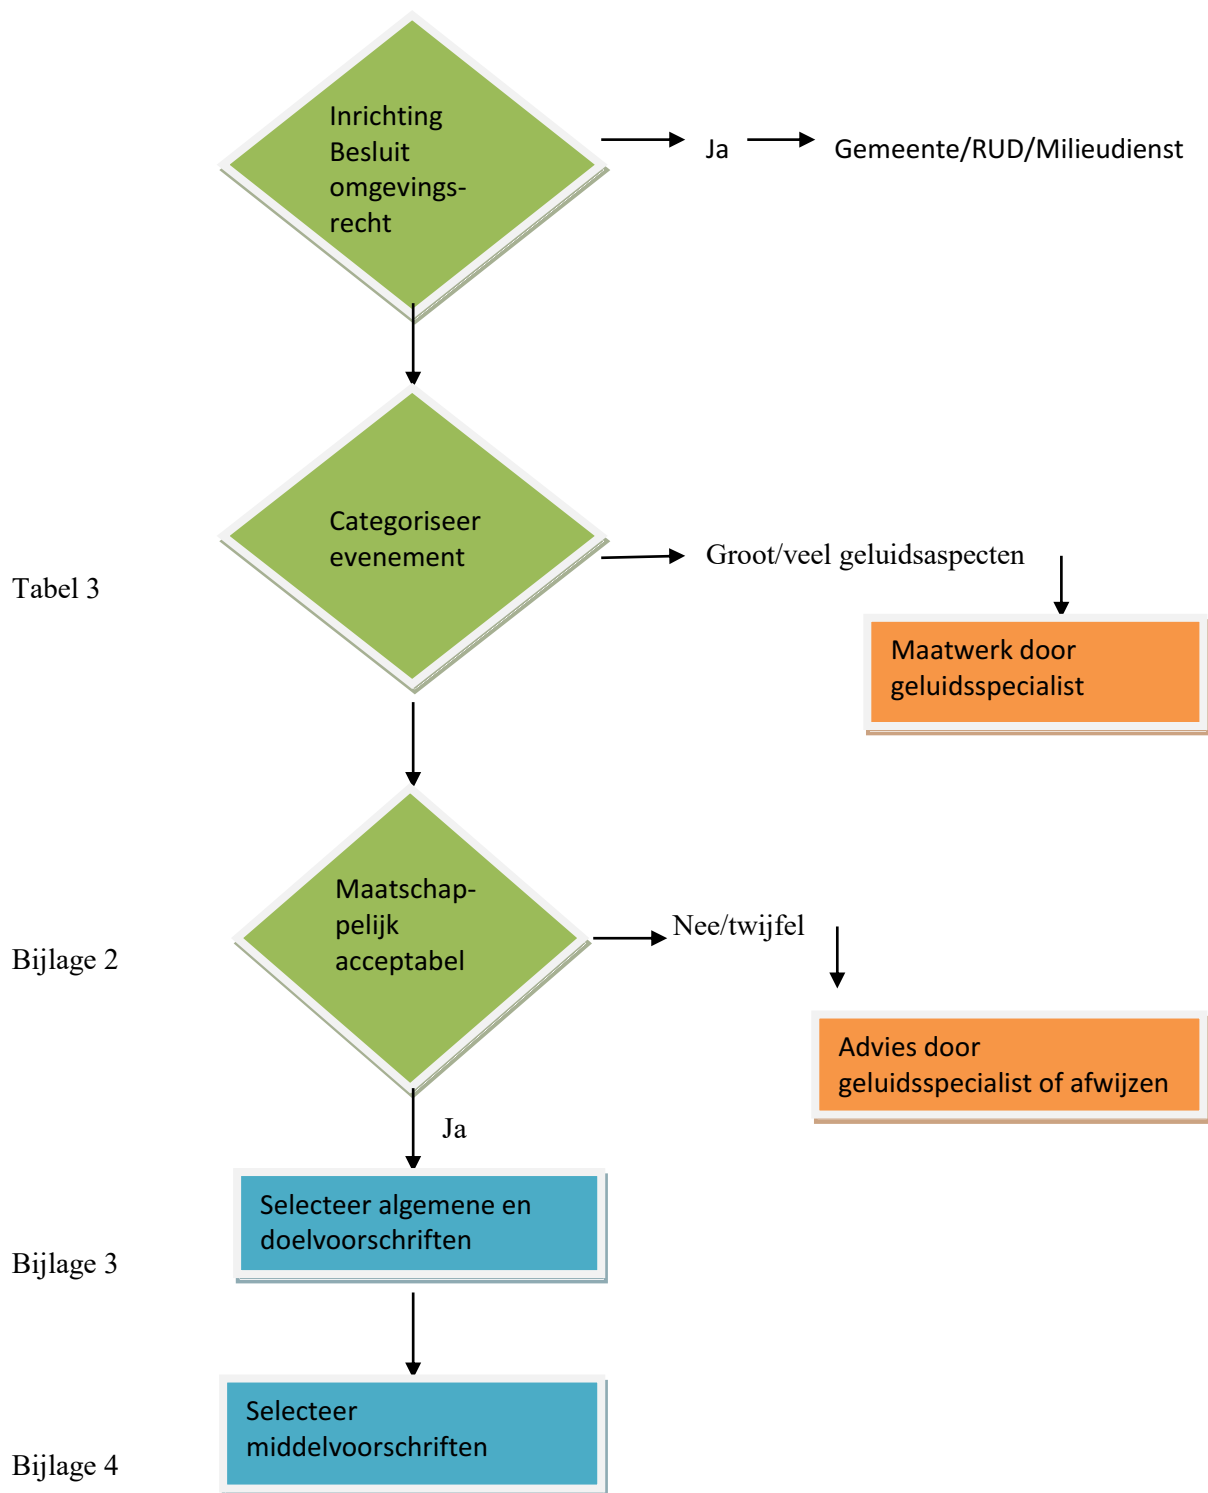 Inrichting
Besluit
omgevings-
recht
Ja
Gemeente/RUD/Milieudienst
Categoriseer
evenement
Groot/veel geluidsaspecten
Tabel 3
Maatwerk door
geluidsspecialist
Maatschap-
pelijk
acceptabel
Nee/twijfel
Bijlage 2
Advies door
geluidsspecialist of afwijzen
Ja
Selecteer algemene en
doelvoorschriften
Bijlage 3
Selecteer
middelvoorschriften
Bijlage 4